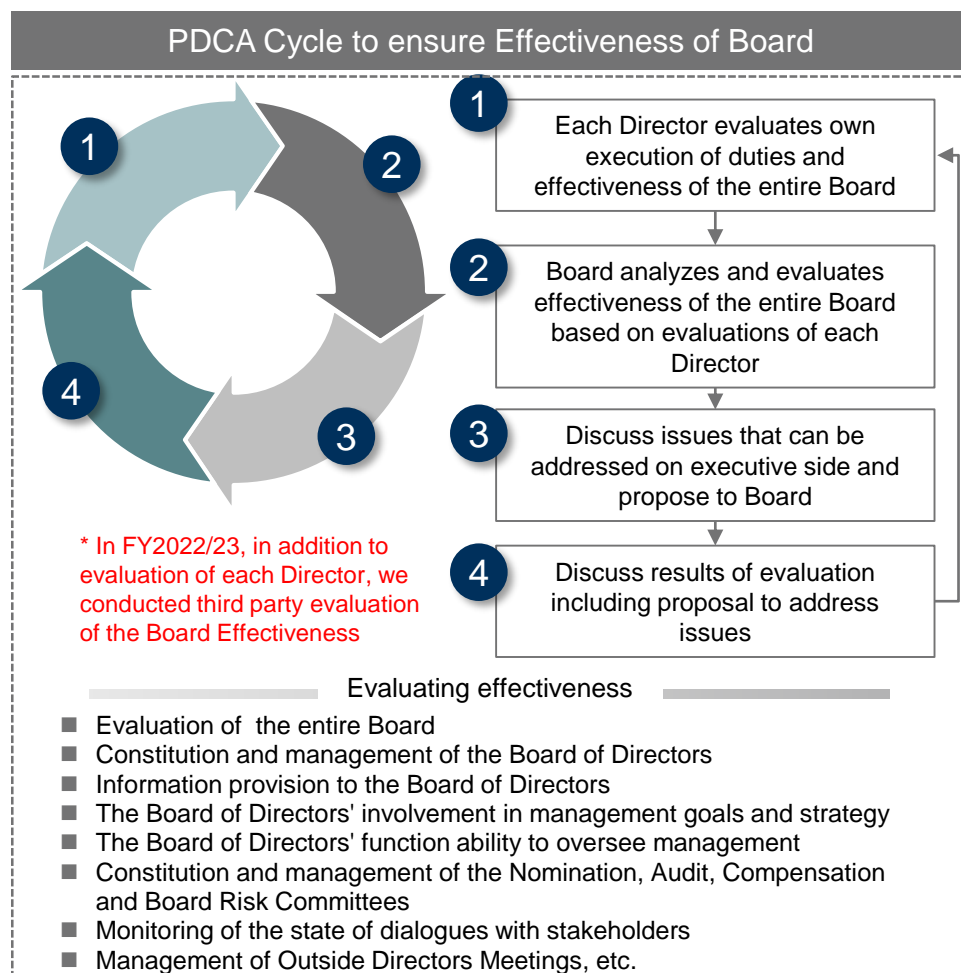 PDCA Cycle to ensure Effectiveness of Board
1
2
3
4
1
Each Director evaluates own
execution of duties and
effectiveness of the entire Board
2
Board analyzes and evaluates
effectiveness of the entire Board
based on evaluations of each
Director
3
Discuss issues that can be
addressed on executive side and
propose to Board
4
Discuss results of evaluation
including proposal to address
issues
* In FY2022/23, in addition to
evaluation of each Director, we
conducted third party evaluation
of the Board Effectiveness
Evaluating effectiveness
■ Evaluation of  the entire Board
■ Constitution and management of the Board of Directors
■ Information provision to the Board of Directors
■ The Board of Directors' involvement in management goals and strategy
■ The Board of Directors' function ability to oversee management
■ Constitution and management of the Nomination, Audit, Compensation
and Board Risk Committees
■ Monitoring of the state of dialogues with stakeholders
■ Management of Outside Directors Meetings, etc.